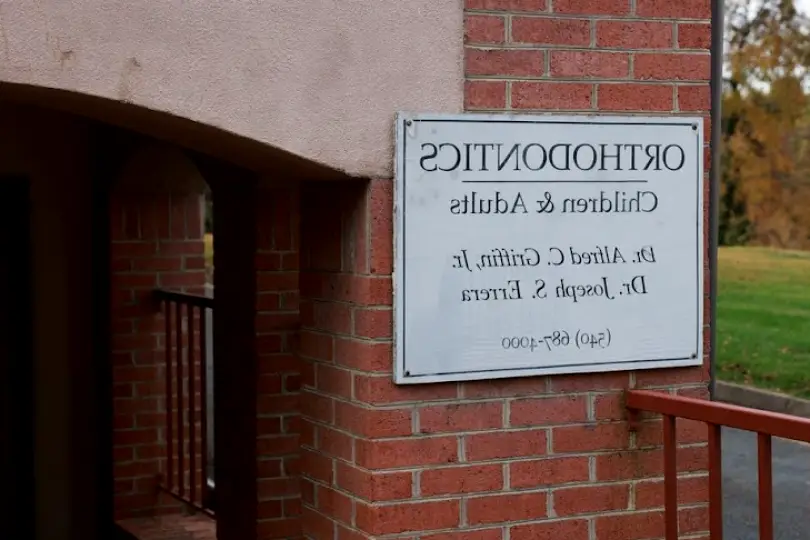 ORTHODONTICS
Children & Adults
Dr. Alfred C. Griffin, Jr.
Dr. Joseph S. Errera
(540) 687-4000